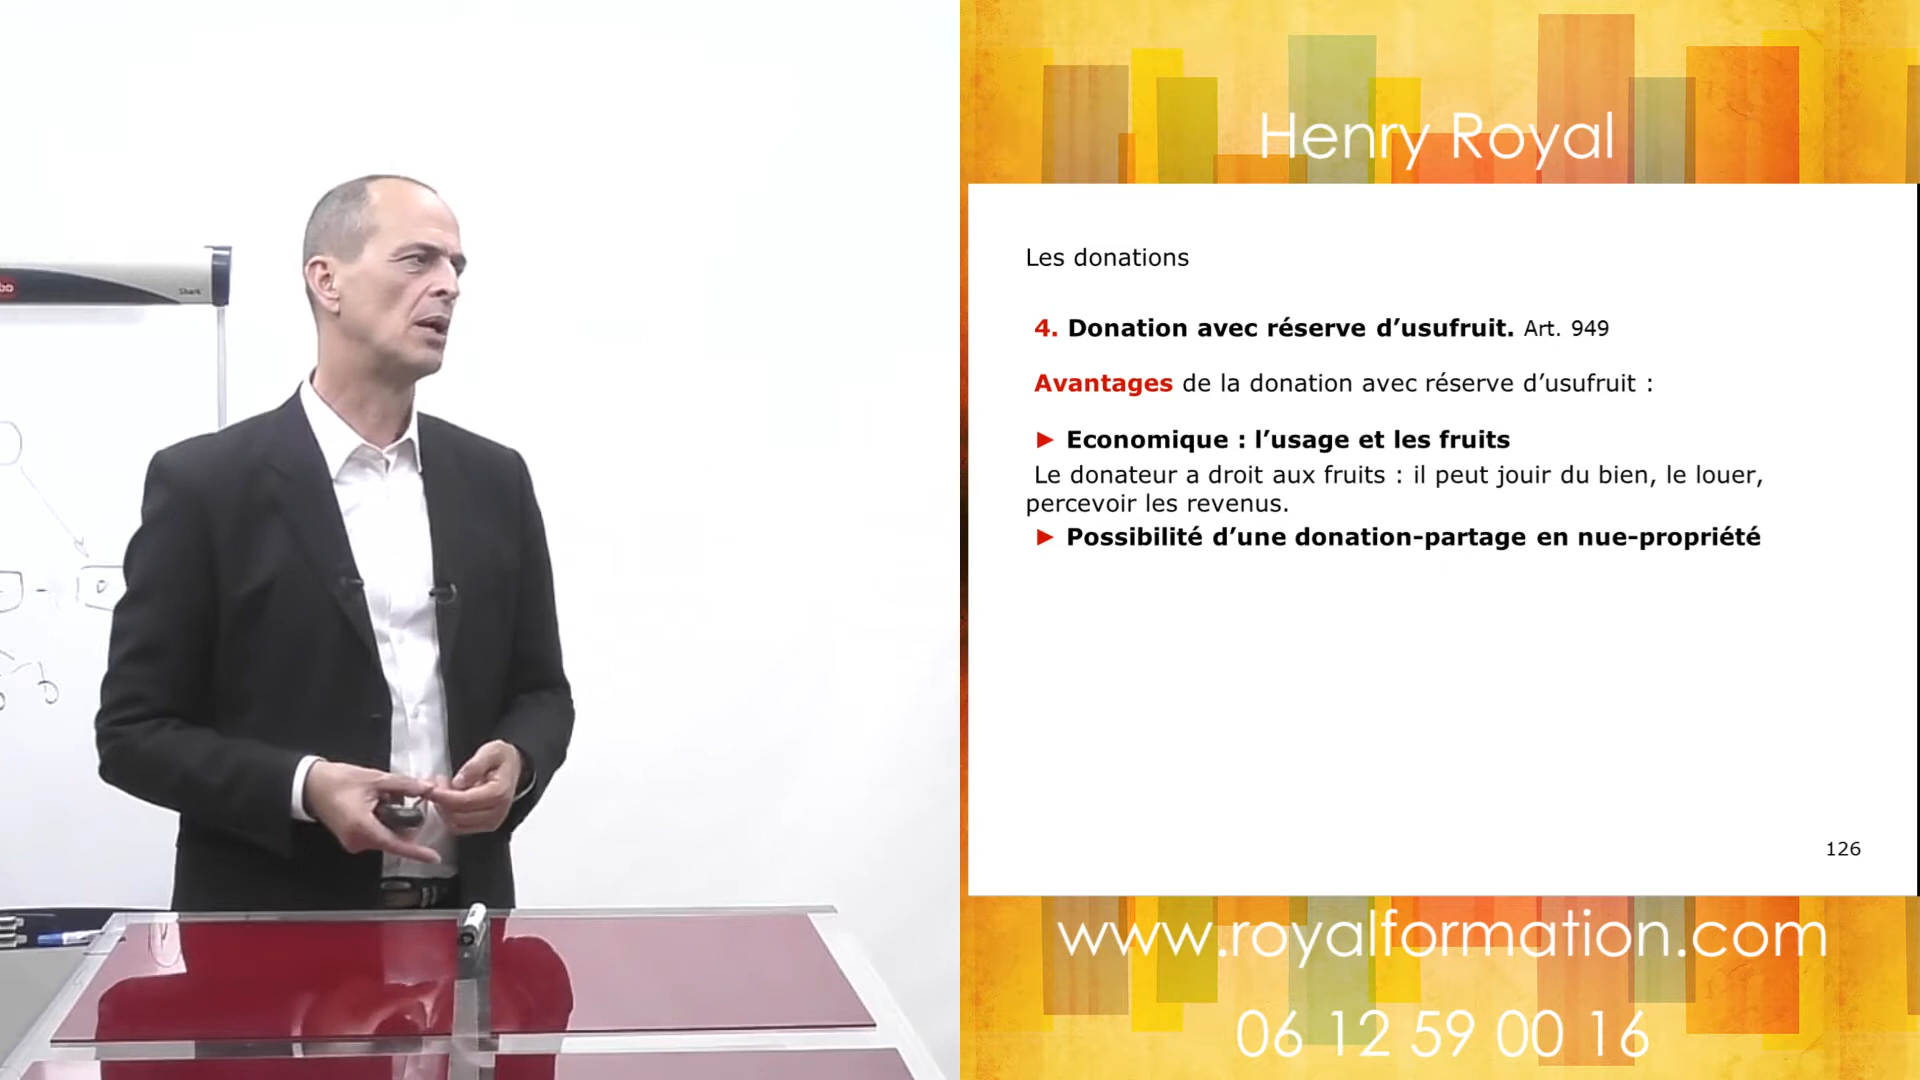 Henry Royal
Les donations
4. Donation avec réserve d’usufruit. Art. 949
Avantages de la donation avec réserve d’usufruit :
► Economique : l’usage et les fruits
Le donateur a droit aux fruits : il peut jouir du bien, le louer,
percevoir les revenus.
► Possibilité d’une donation-partage en nue-propriété
126
www.royalformation.com
06 12 59 00 16
bo
Shark